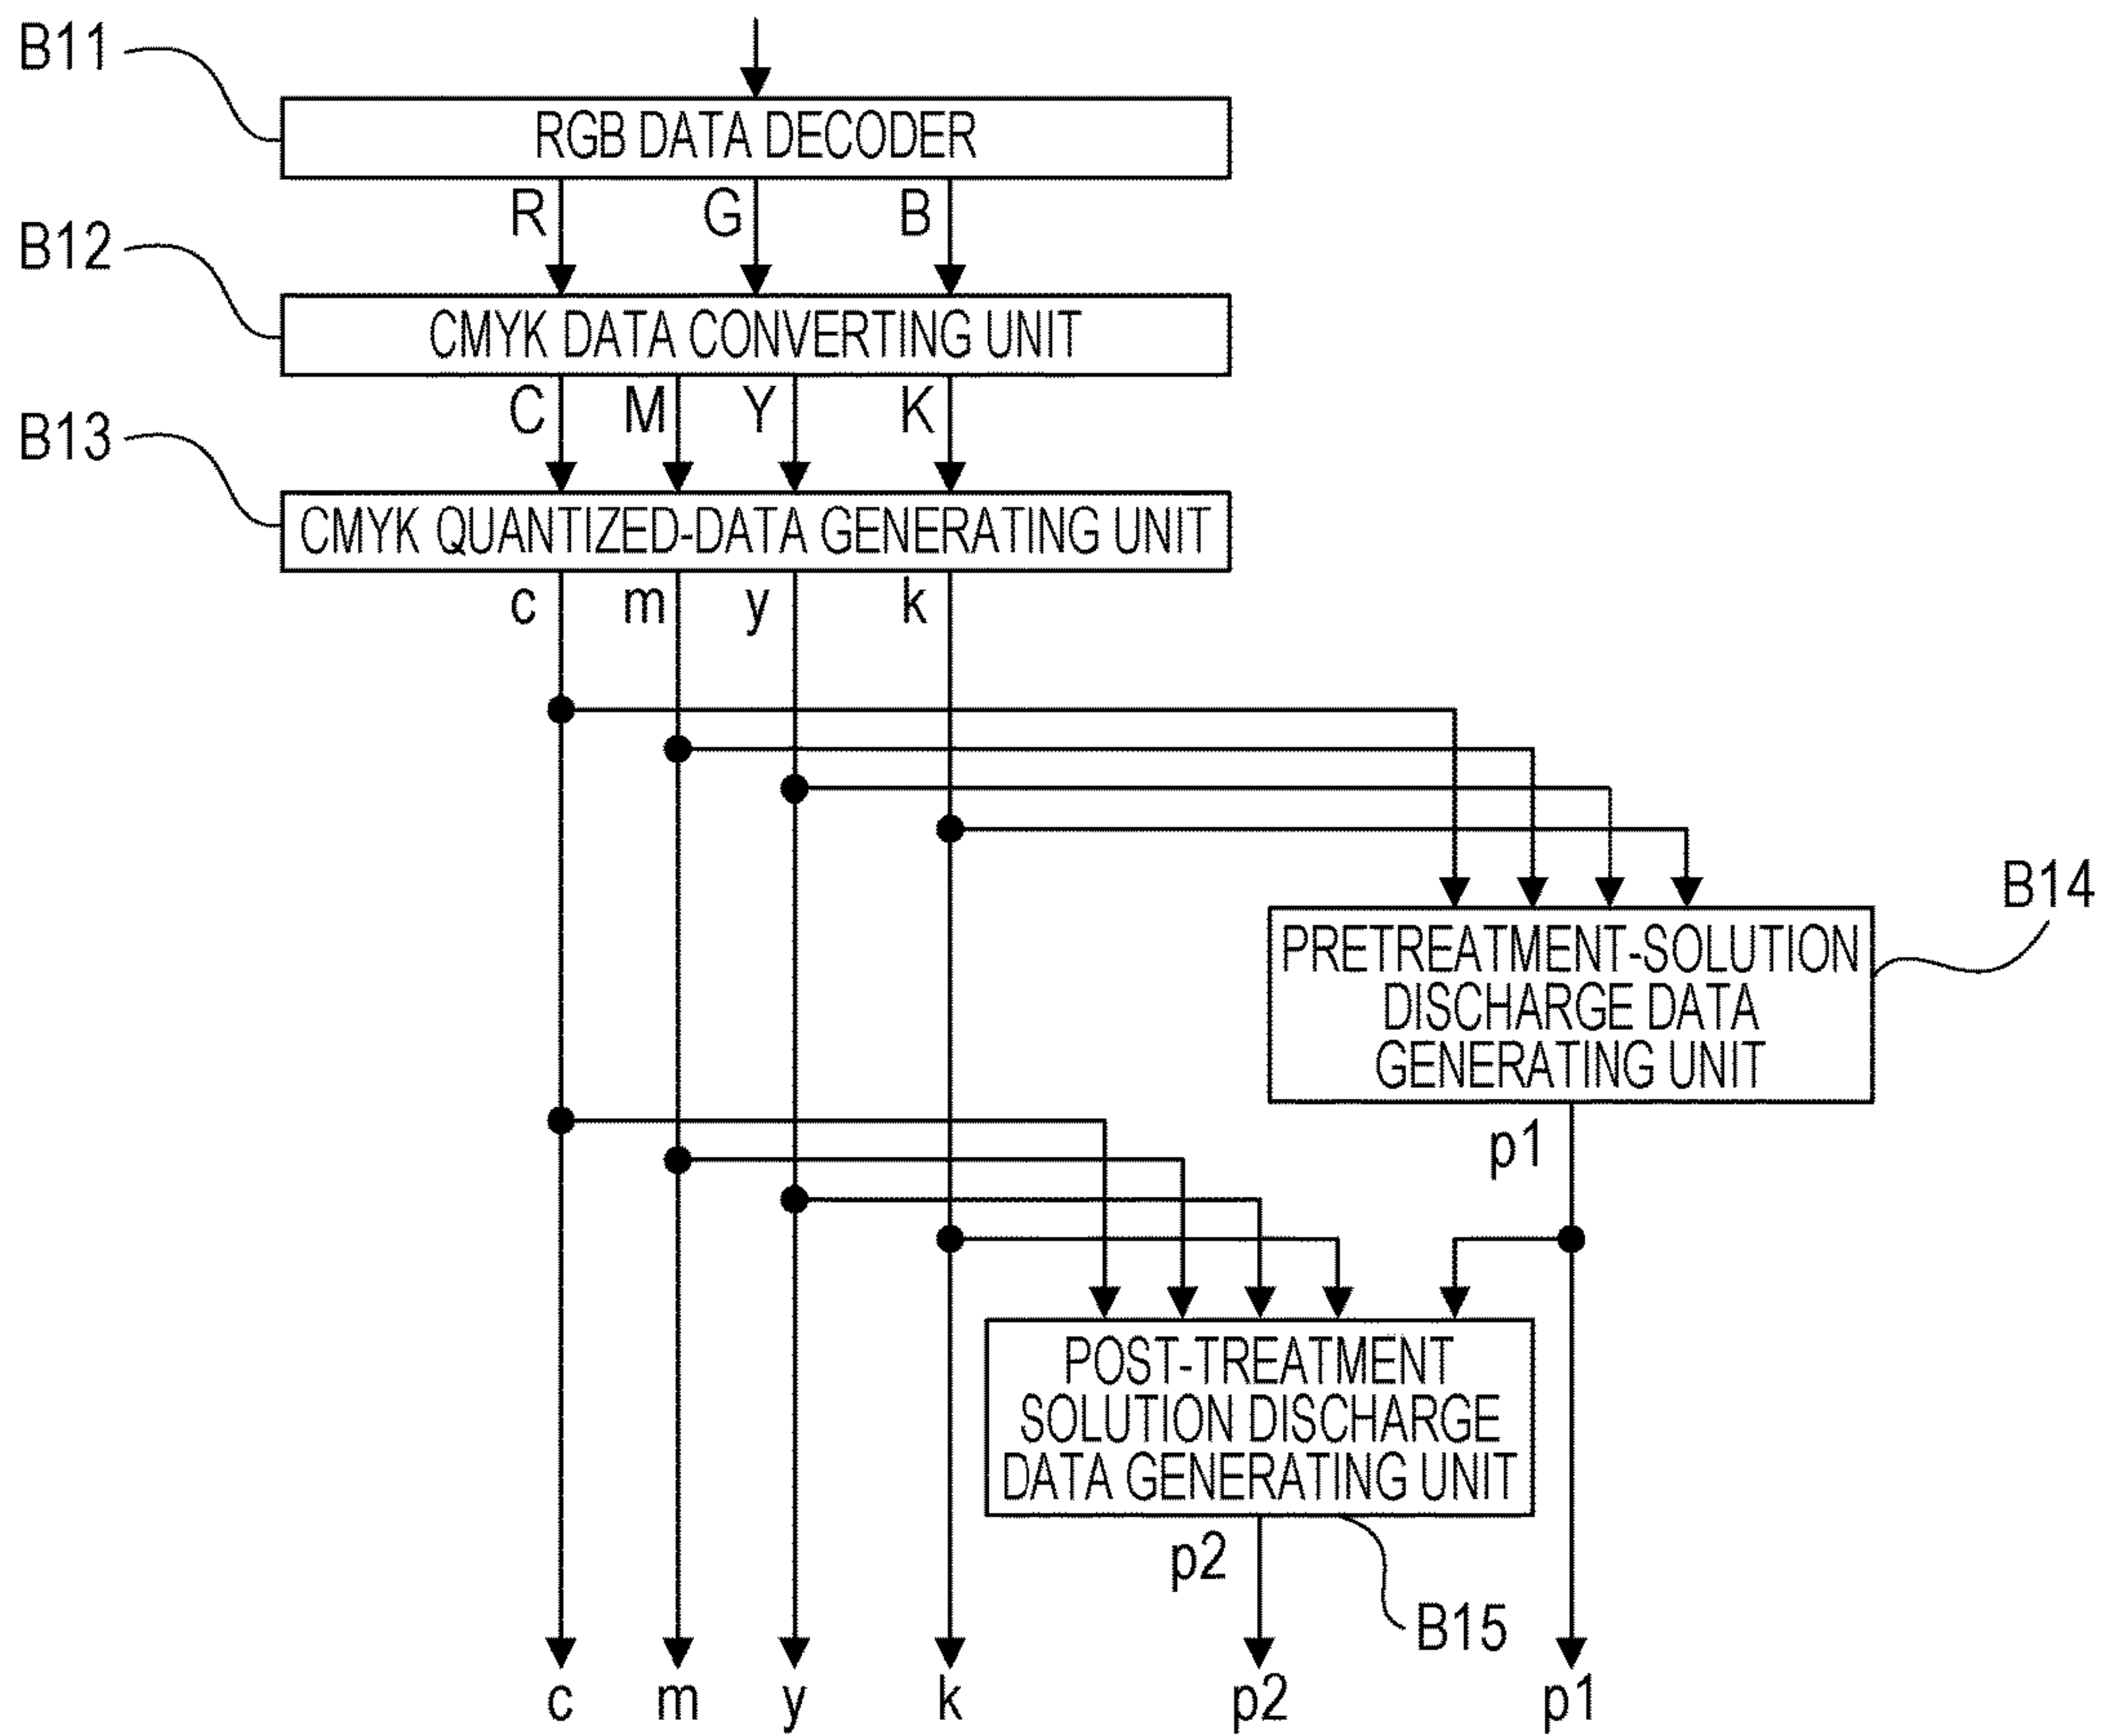 B11
RGB DATA DECODER
R G B
B12
CMYK DATA CONVERTING UNIT
C M Y K
B13
CMYK QUANTIZED-DATA GENERATING UNIT
c m y k
B14
PRETREATMENT-SOLUTION
DISCHARGE DATA
GENERATING UNIT
p1
POST-TREATMENT
SOLUTION DISCHARGE
DATA GENERATING UNIT
p2
B15
c m y k p2 p1